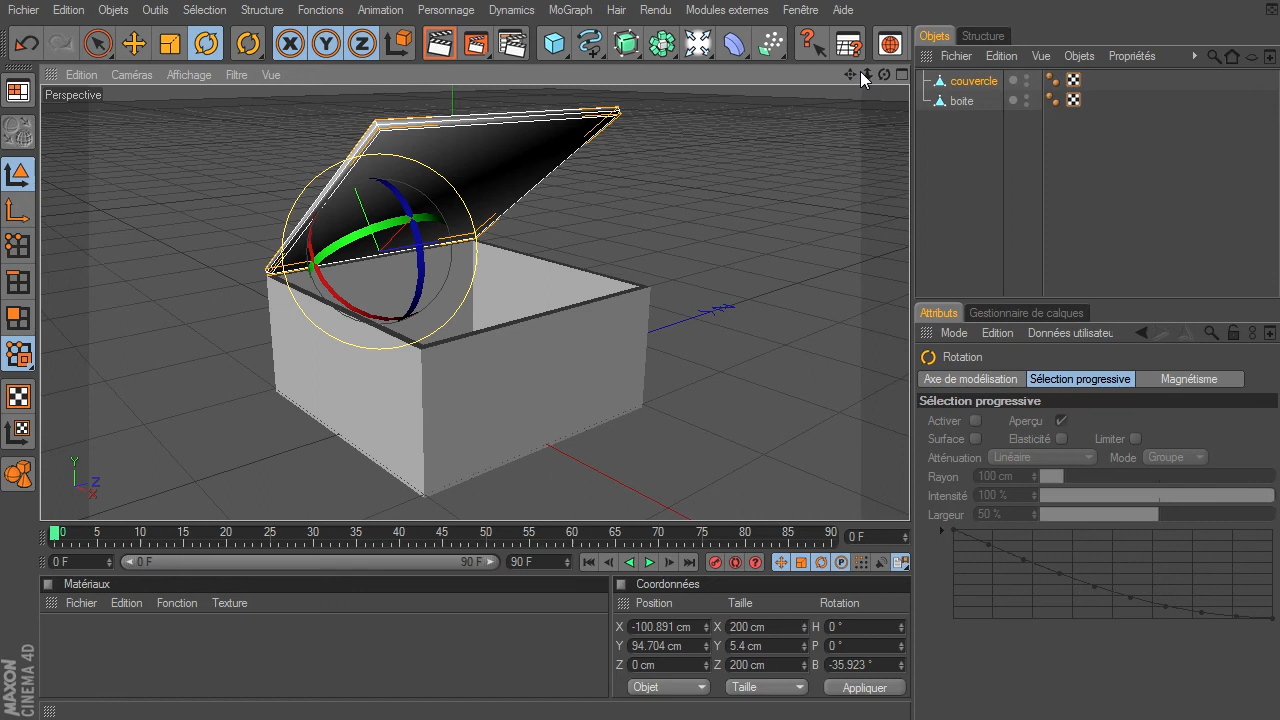 Fichier Edition Objets Outils Sélection Structure Fonctions Animation Personnage Dynamics MoGraph Hair Rendu Modules externes Fenêtre Aide
Objets Structure
Edition Caméras Affichage Filtre Vue
Fichier Edition Vue Objets Propriétés
Perspective
couvercle
boite
Attributs Gestionnaire de calques
Mode Edition Données utilisateu
Rotation
Axe de modélisation Sélection progressive Magnétisme
Sélection progressive
Activer Aperçu
Surface Elasticité Limiter
Atténuation Linéaire Mode Groupe
Rayon 100 cm
Intensité 100 %
Largeur 50 %
Y
Z
X
0 5 10 15 20 25 30 35 40 45 50 55 60 65 70 75 80 85 90 0 F
0 F 0 F 90 F 90 F
Matériaux
Fichier Edition Fonction Texture
Coordonnées
Position Taille Rotation
X -100.891 cm X 200 cm H 0 °
Y 94.704 cm Y 5.4 cm P 0 °
Z 0 cm Z 200 cm B -35.923 °
Objet Taille Appliquer
MAXON
CINEMA 4D